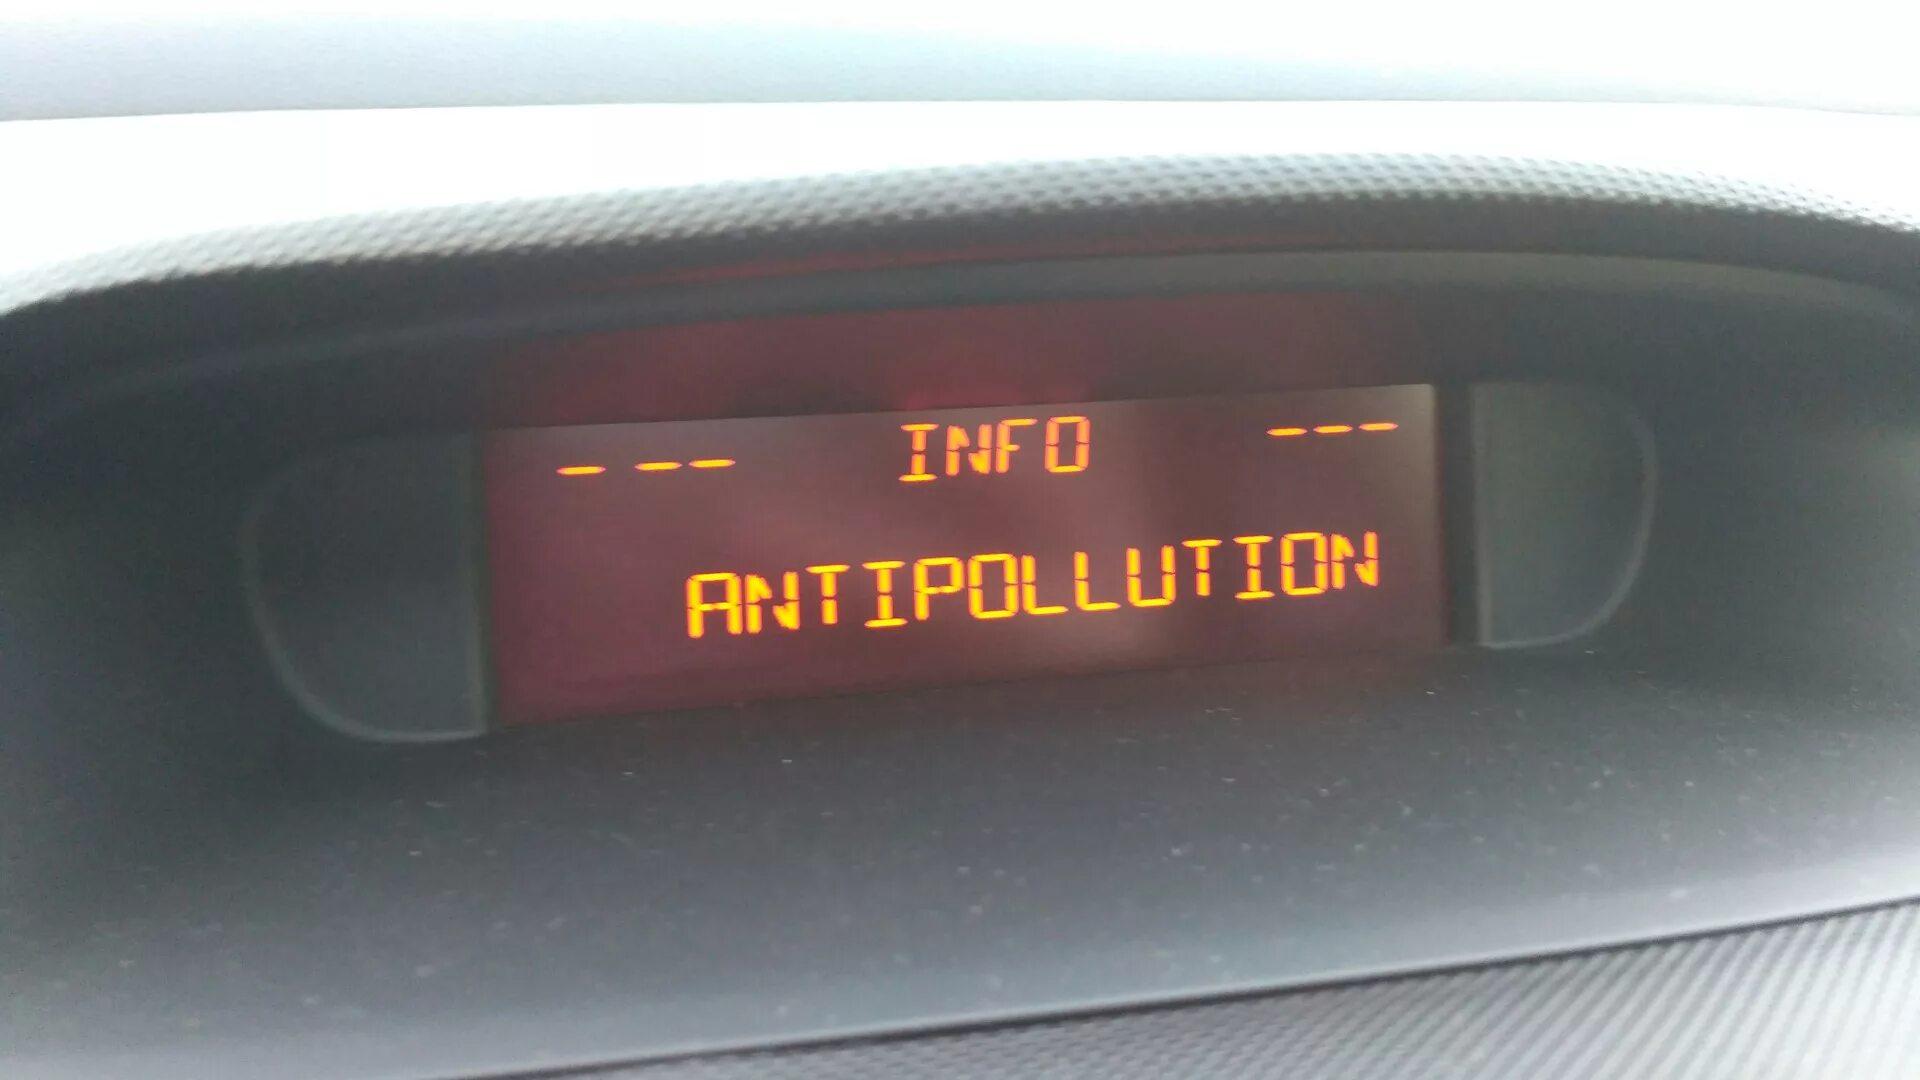 - -- INFO ---
ANTIPOLLUTION